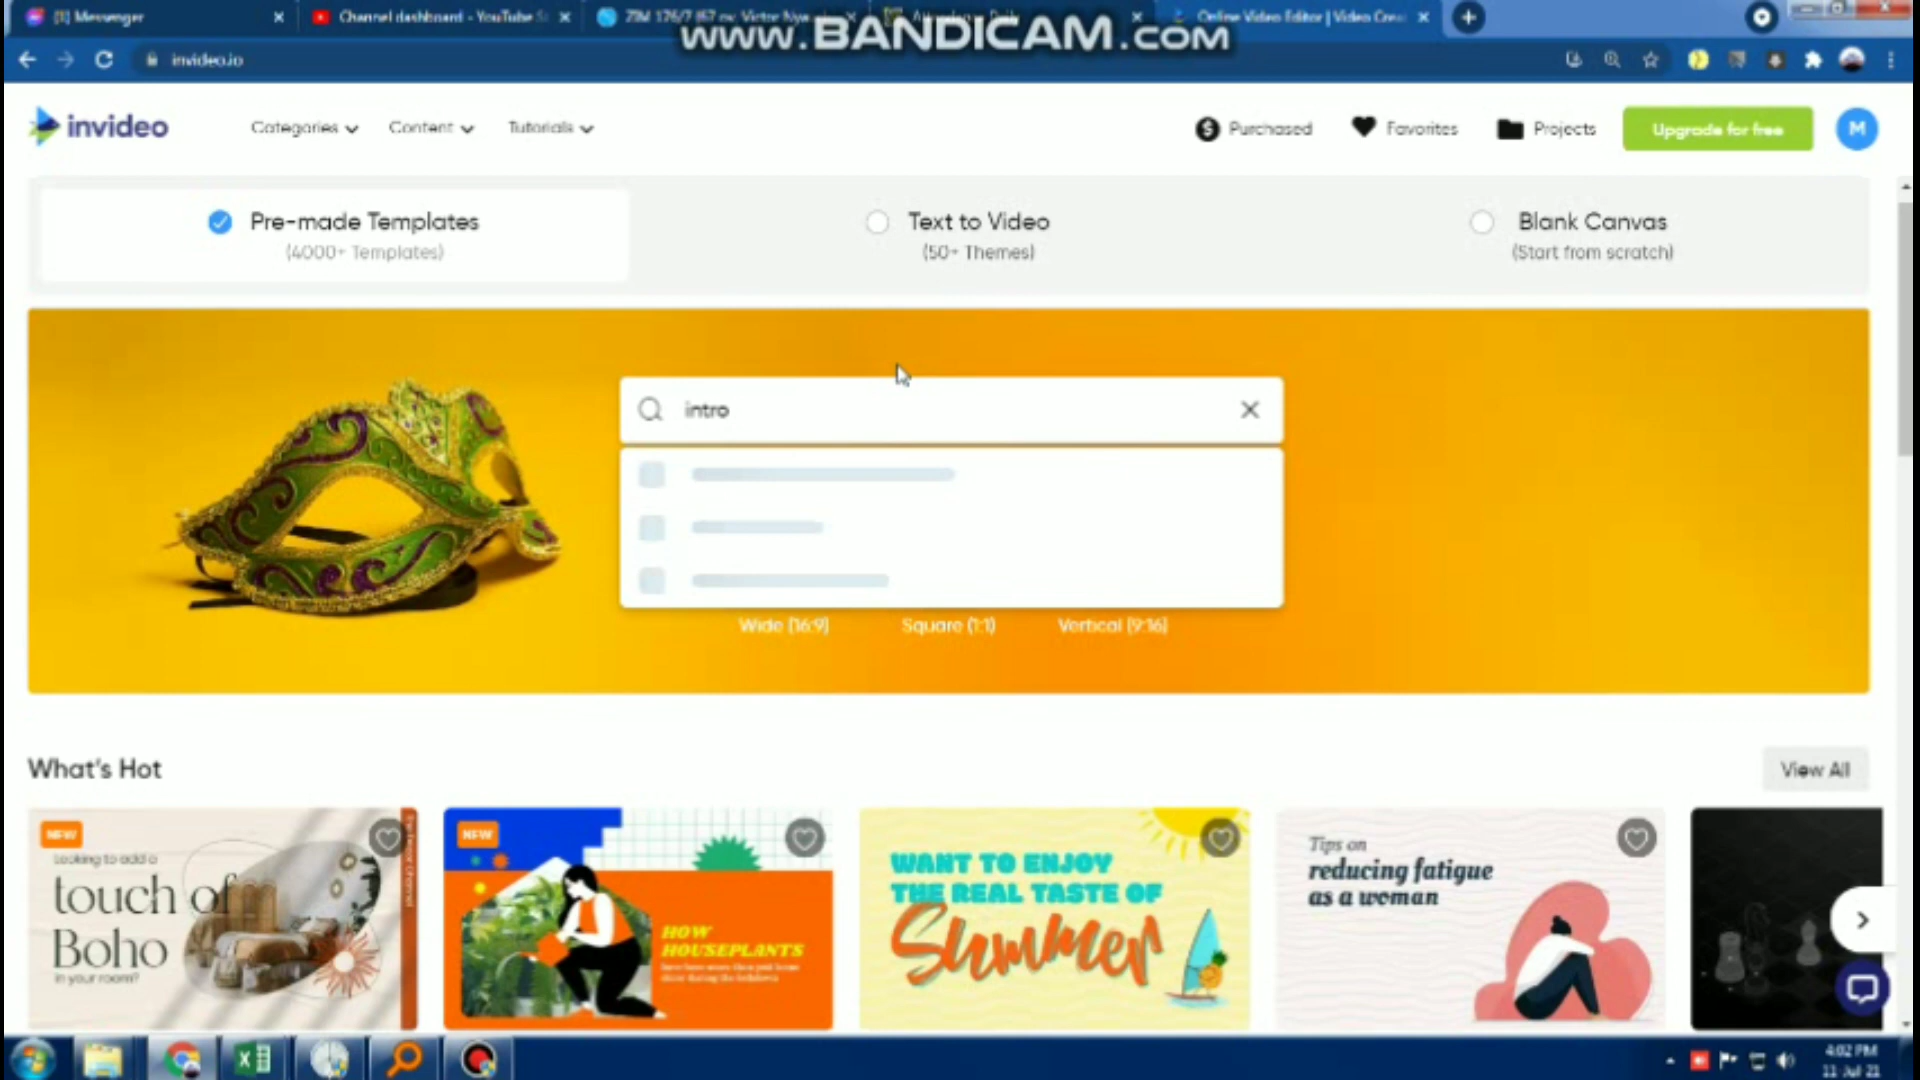 (1) Messenger
Channel dashboard - YouTube S
Online Video Editor | Video Crea
www.BANDICAM.com
invideo.io
invideo
Categories
Content
Tutorials
Purchased
Favorites
Projects
Upgrade for free
M
Pre-made Templates
(4000+ Templates)
Text to Video
(50+ Themes)
Blank Canvas
(Start from scratch)
intro
Wide (16:9)
Square (1:1)
Vertical (9:16)
What's Hot
View All
NEW
Looking to add a
touch of
Boho
in your room?
NEW
HOW
HOUSEPLANTS
WANT TO ENJOY
THE REAL TASTE OF
Summer
Tips on
reducing fatigue
as a woman
4:02 PM
11-Jul-21